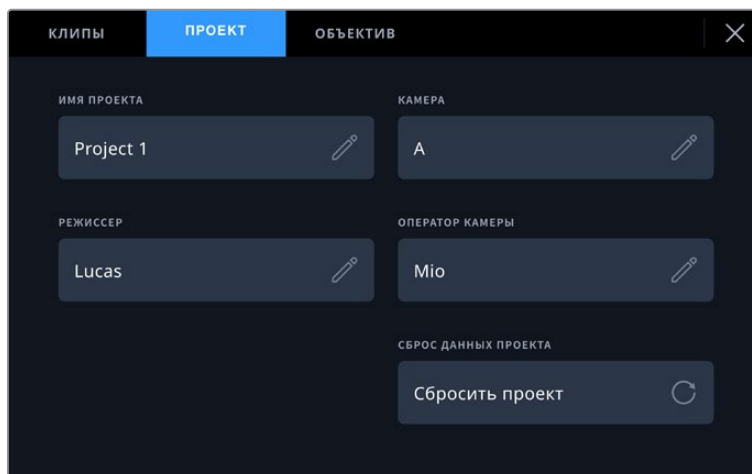 КЛИПЫ ПРОЕКТ ОБЪЕКТИВ
ИМЯ ПРОЕКТА КАМЕРА
Project 1 A
РЕЖИССЕР ОПЕРАТОР КАМЕРЫ
Lucas Mio
СБРОС ДАННЫХ ПРОЕКТА
Сбросить проект